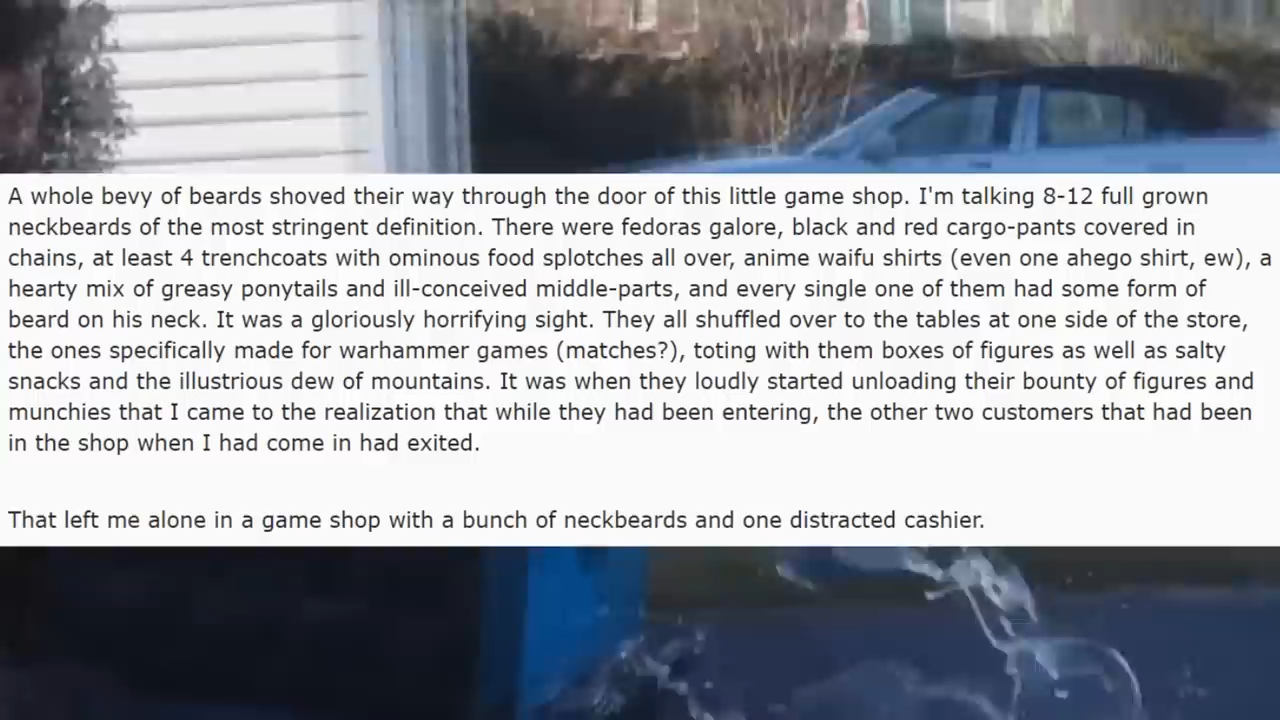 A whole bevy of beards shoved their way through the door of this little game shop. I'm talking 8-12 full grown
neckbeards of the most stringent definition. There were fedoras galore, black and red cargo-pants covered in
chains, at least 4 trenchcoats with ominous food splotches all over, anime waifu shirts (even one ahego shirt, ew), a
hearty mix of greasy ponytails and ill-conceived middle-parts, and every single one of them had some form of
beard on his neck. It was a gloriously horrifying sight. They all shuffled over to the tables at one side of the store,
the ones specifically made for warhammer games (matches?), toting with them boxes of figures as well as salty
snacks and the illustrious dew of mountains. It was when they loudly started unloading their bounty of figures and
munchies that I came to the realization that while they had been entering, the other two customers that had been
in the shop when I had come in had exited.
That left me alone in a game shop with a bunch of neckbeards and one distracted cashier.